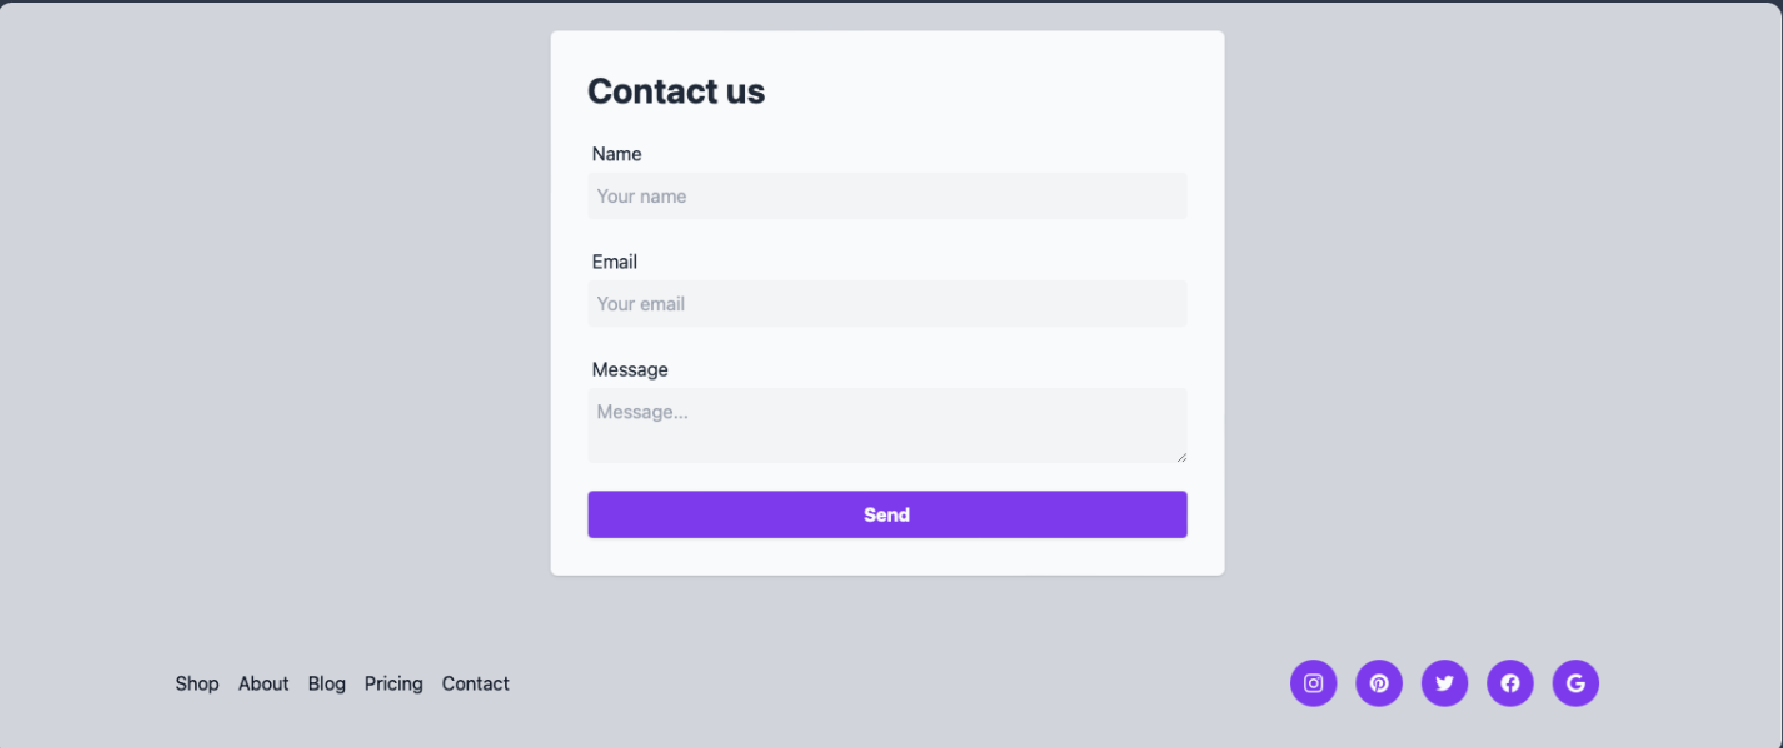 Contact us
Name
Your name
Email
Your email
Message
Message...
Send
Shop About Blog Pricing Contact